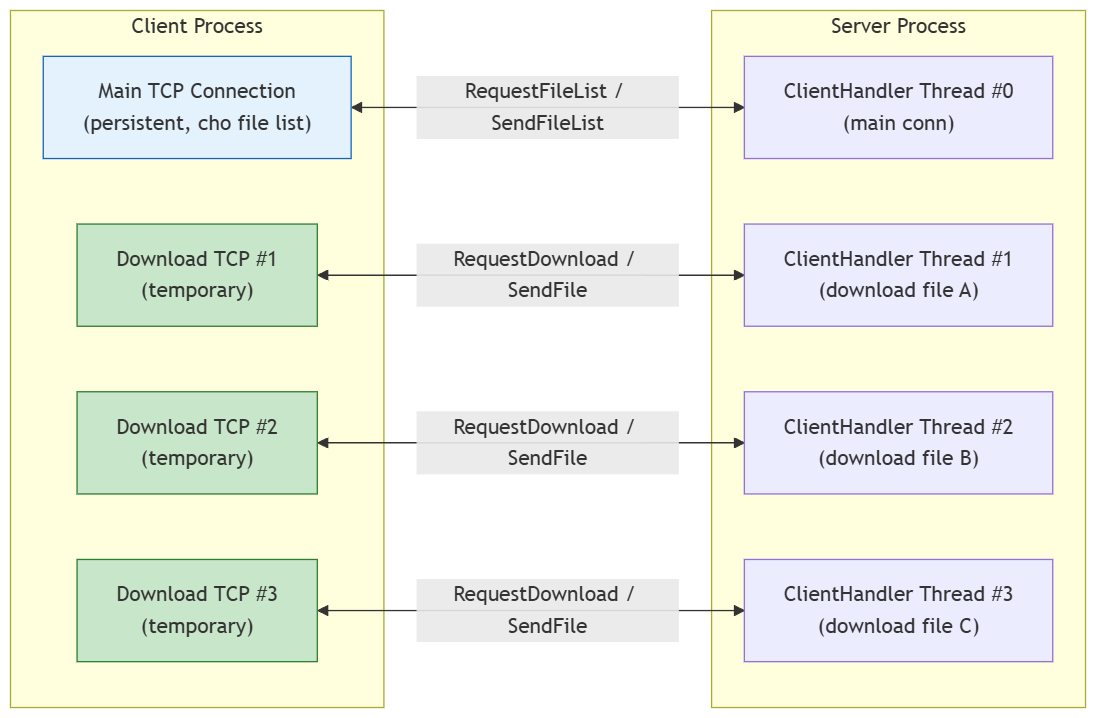 Client Process
Server Process
Main TCP Connection
(persistent, cho file list)
RequestFileList /
SendFileList
ClientHandler Thread #0
(main conn)
Download TCP #1
(temporary)
RequestDownload /
SendFile
ClientHandler Thread #1
(download file A)
Download TCP #2
(temporary)
RequestDownload /
SendFile
ClientHandler Thread #2
(download file B)
Download TCP #3
(temporary)
RequestDownload /
SendFile
ClientHandler Thread #3
(download file C)